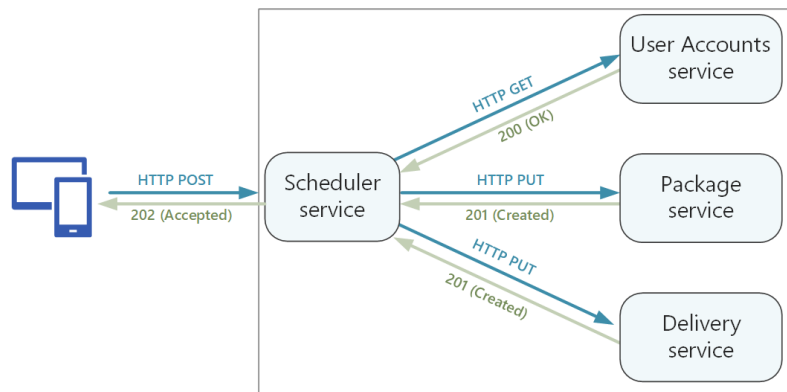 User Accounts
service
HTTP GET
200 (OK)
HTTP POST
202 (Accepted)
Scheduler
service
HTTP PUT
201 (Created)
Package
service
HTTP PUT
201 (Created)
Delivery
service